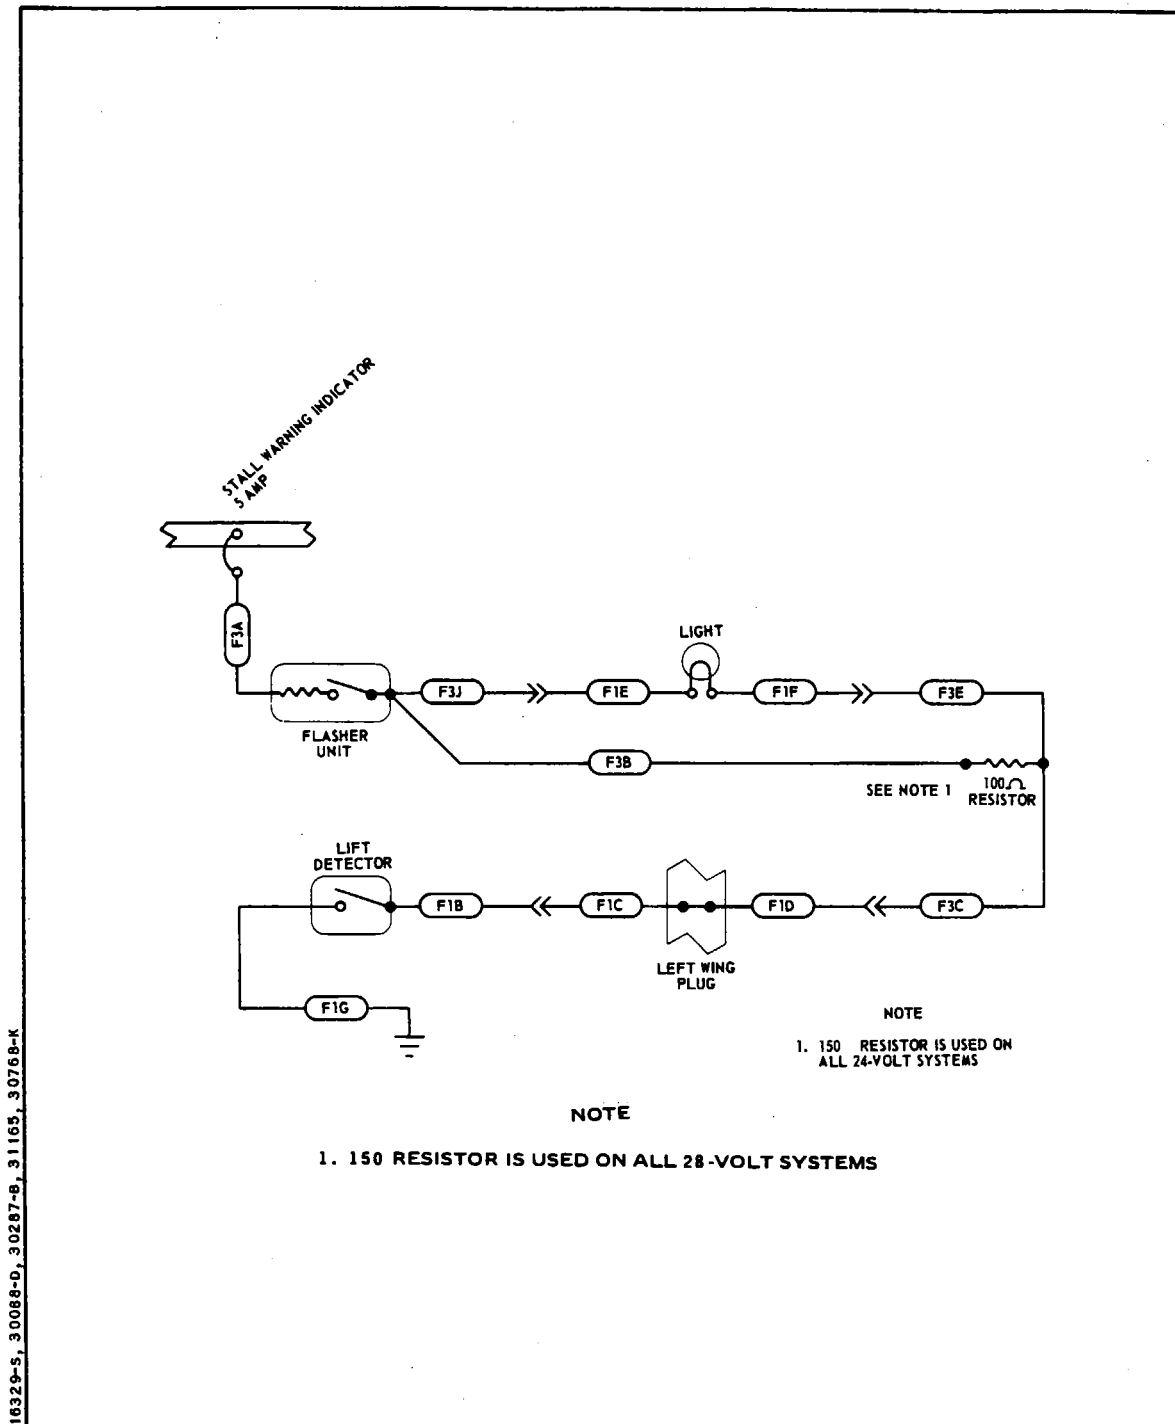 STALL WARNING INDICATOR
5 AMP
F3A
LIGHT
F3J
F1E
F1F
F3E
FLASHER
UNIT
F3B
SEE NOTE 1
100Ω
RESISTOR
LIFT
DETECTOR
F1B
F1C
F1D
F3C
LEFT WING
PLUG
F1G
NOTE
1. 150 RESISTOR IS USED ON
ALL 24-VOLT SYSTEMS
NOTE
1. 150 RESISTOR IS USED ON ALL 28-VOLT SYSTEMS
16329-S, 30088-D, 30287-B, 31165, 30768-K